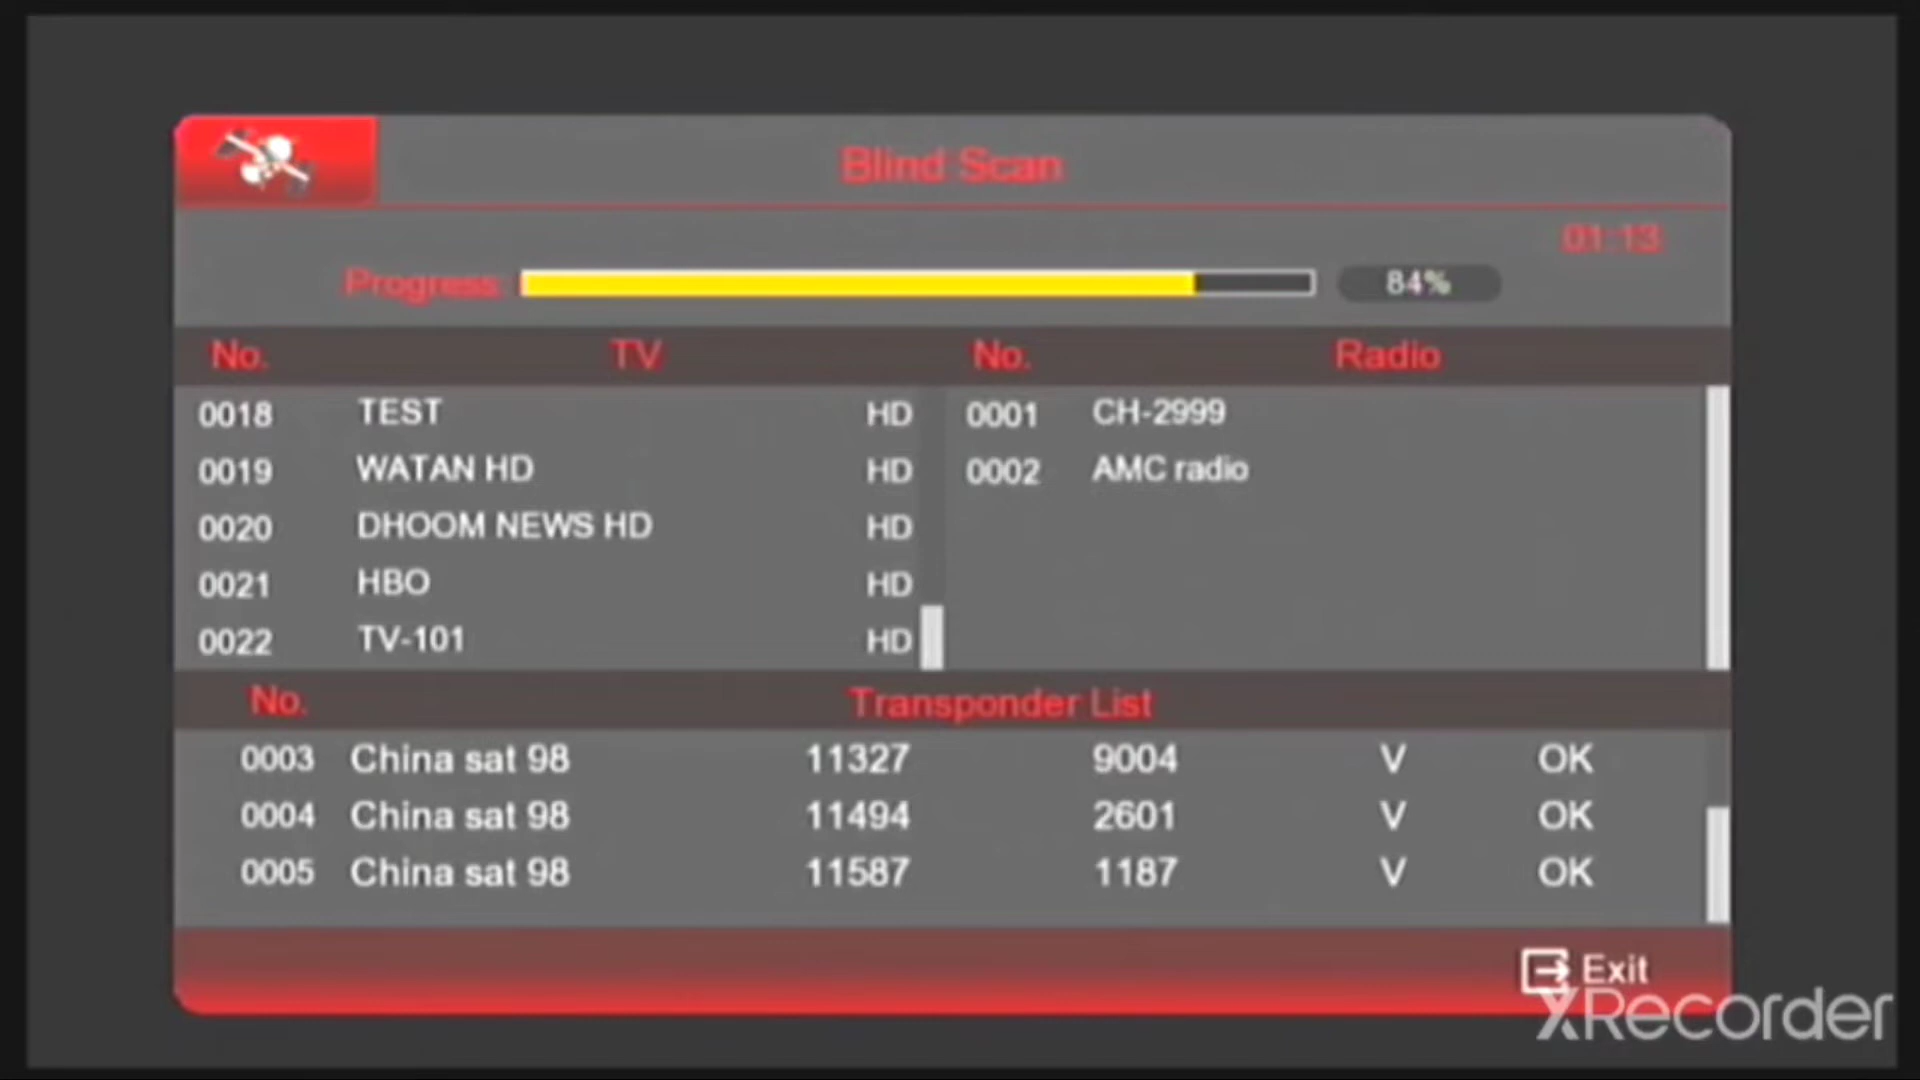 Blind Scan
01:13
Progress 84%
No. TV No. Radio
0018 TEST HD 0001 CH-2999
0019 WATAN HD HD 0002 AMC radio
0020 DHOOM NEWS HD HD
0021 HBO HD
0022 TV-101 HD
No. Transponder List
0003 China sat 98 11327 9004 V OK
0004 China sat 98 11494 2601 V OK
0005 China sat 98 11587 1187 V OK
Exit
XRecorder